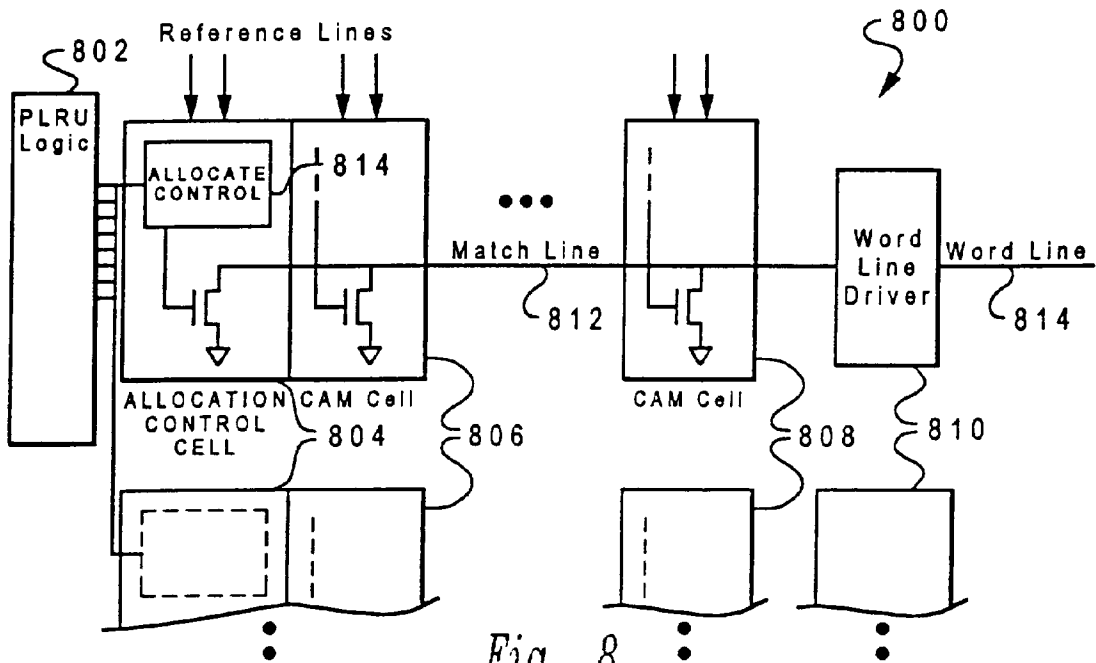 802
Reference Lines
800
PLRU
Logic
ALLOCATE
CONTROL
814
Match Line
812
Word
Line
Driver
Word Line
814
ALLOCATION
CONTROL
CELL
CAM Cell
CAM Cell
804
806
808
810
Fig. 8